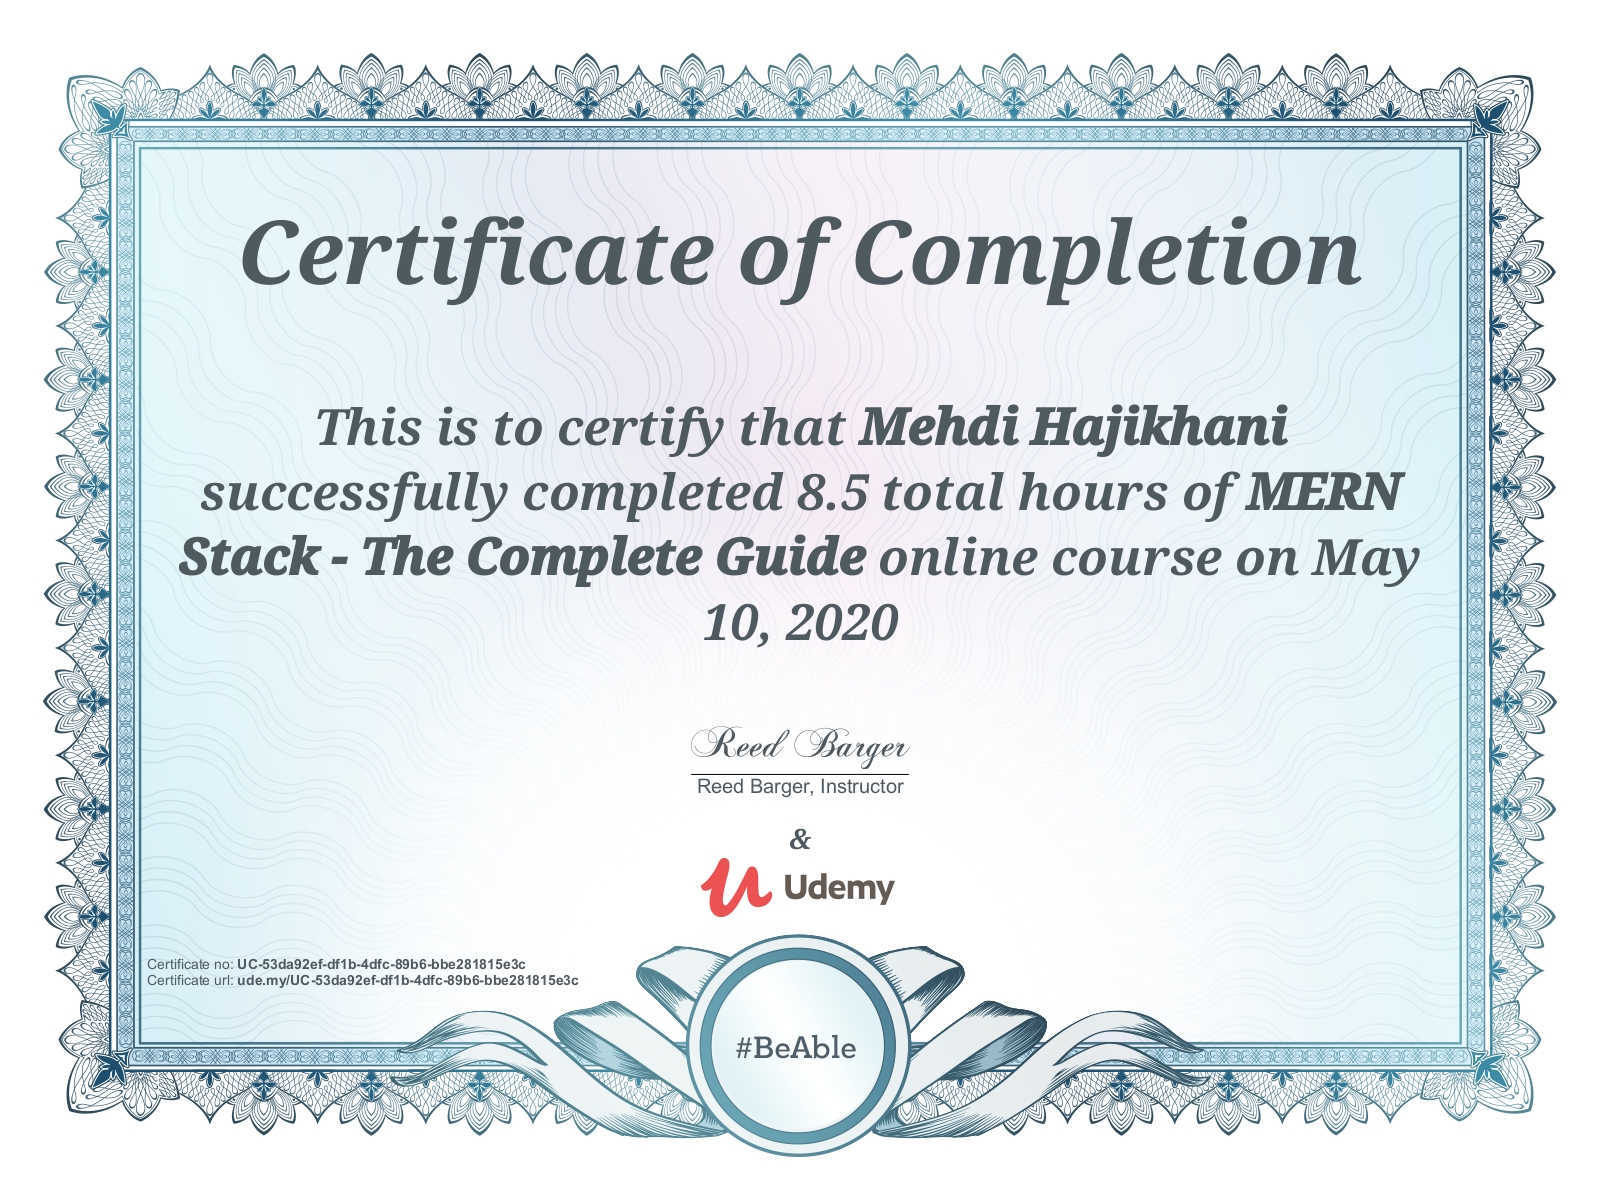 Certificate of Completion
This is to certify that Mehdi Hajikhani
successfully completed 8.5 total hours of MERN
Stack - The Complete Guide online course on May
10, 2020
Reed Barger
Reed Barger, Instructor
&
Udemy
Certificate no: UC-53da92ef-df1b-4dfc-89b6-bbe281815e3c
Certificate url: ude.my/UC-53da92ef-df1b-4dfc-89b6-bbe281815e3c
#BeAble